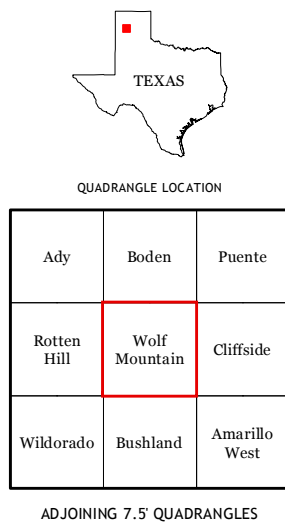 TEXAS
QUADRANGLE LOCATION
Ady
Boden
Puente
Rotten
Hill
Wolf
Mountain
Cliffside
Wildorado
Bushland
Amarillo
West
ADJOINING 7.5' QUADRANGLES